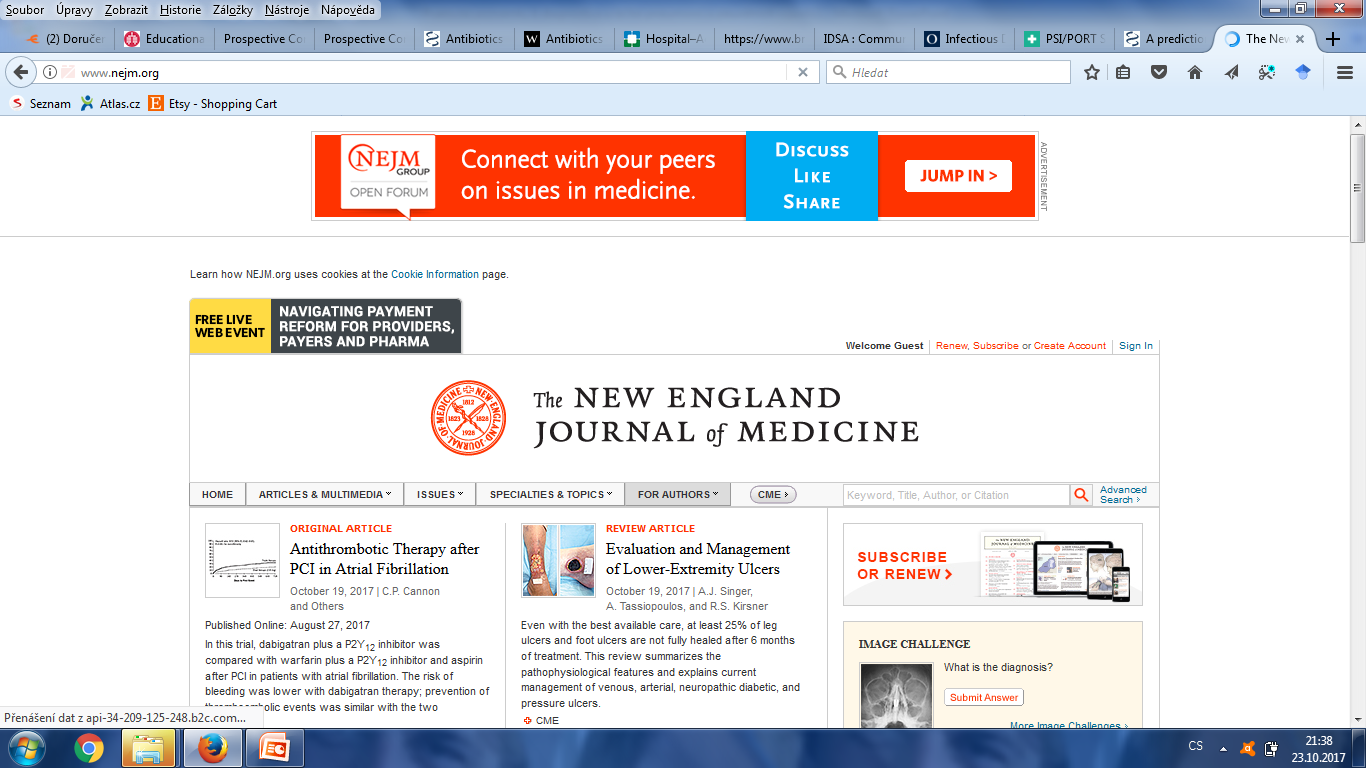 Soubor Úpravy Zobrazit Historie Záložky Nástroje Nápověda
(2) Doruče Educationa Prospective Co Prospective Co Antibiotics Antibiotics Hospital–A https://www.br IDSA : Commu Infectious D PSI/PORT S A predictio The New
www.nejm.org
Hledat
Seznam Atlas.cz Etsy - Shopping Cart
NEJM
GROUP
OPEN FORUM
Connect with your peers
on issues in medicine.
DISCUSS
LIKE
SHARE
JUMP IN >
ADVERTISEMENT
Learn how NEJM.org uses cookies at the Cookie Information page.
FREE LIVE
WEB EVENT
NAVIGATING PAYMENT
REFORM FOR PROVIDERS,
PAYERS AND PHARMA
Welcome Guest Renew, Subscribe or Create Account Sign In
The NEW ENGLAND
JOURNAL of MEDICINE
HOME ARTICLES & MULTIMEDIA ISSUES SPECIALTIES & TOPICS FOR AUTHORS CME Keyword, Title, Author, or Citation Advanced
Search
ORIGINAL ARTICLE
Antithrombotic Therapy after
PCI in Atrial Fibrillation
October 19, 2017 | C.P. Cannon
and Others
Published Online: August 27, 2017
In this trial, dabigatran plus a P2Y12 inhibitor was
compared with warfarin plus a P2Y12 inhibitor and aspirin
after PCI in patients with atrial fibrillation. The risk of
bleeding was lower with dabigatran therapy; prevention of
thromboembolic events was similar with the two
REVIEW ARTICLE
Evaluation and Management
of Lower-Extremity Ulcers
October 19, 2017 | A.J. Singer,
A. Tassiopoulos, and R.S. Kirsner
Even with the best available care, at least 25% of leg
ulcers and foot ulcers are not fully healed after 6 months
of treatment. This review summarizes the
pathophysiological features and explains current
management of venous, arterial, neuropathic diabetic, and
pressure ulcers.
CME
SUBSCRIBE
OR RENEW
IMAGE CHALLENGE
What is the diagnosis?
Submit Answer
More Image Challenges
Přenášení dat z api-34-209-125-248.b2c.com...
CS
21:38
23.10.2017